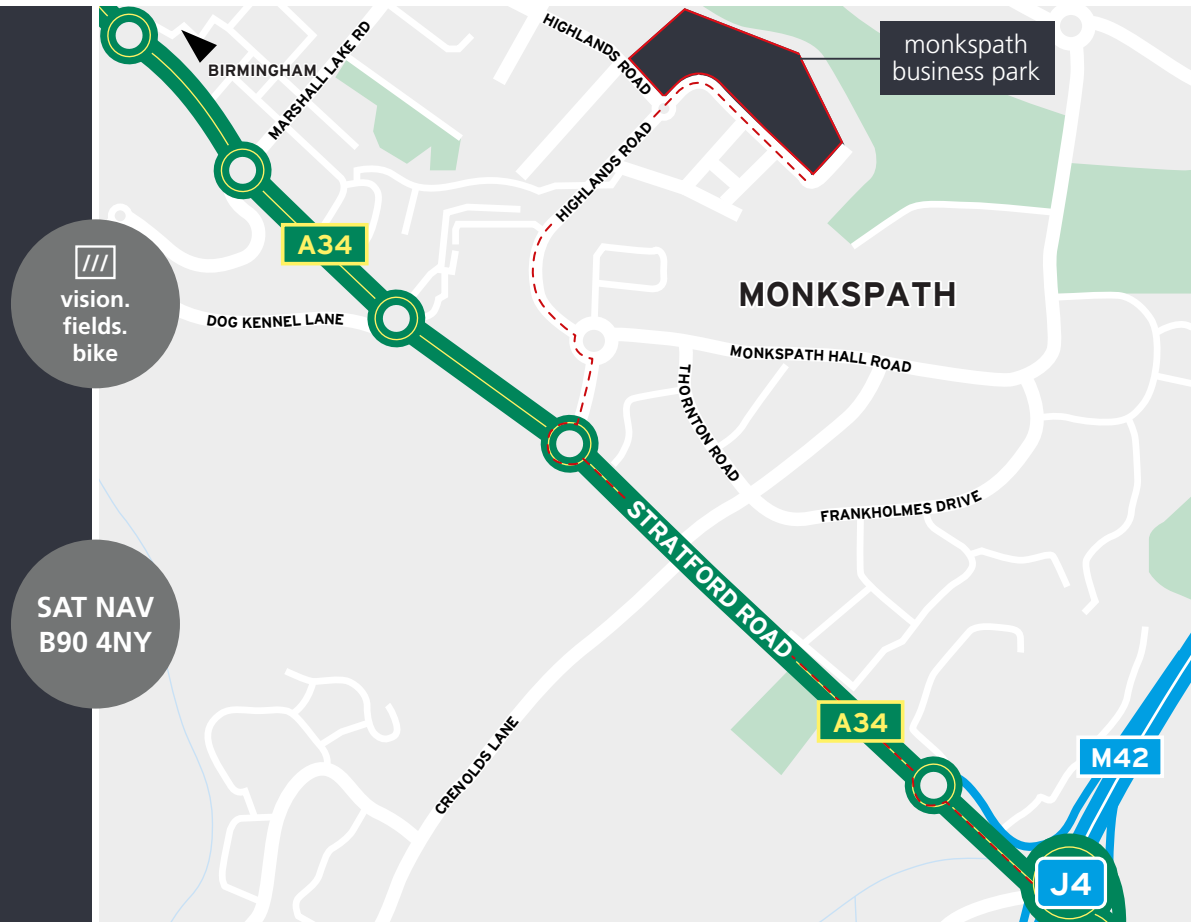 HIGHLANDS ROAD
monkspath
business park
MARSHALL LAKE RD
BIRMINGHAM
HIGHLANDS ROAD
A34
///
vision.
fields.
bike
MONKSPATH
DOG KENNEL LANE
MONKSPATH HALL ROAD
THORNTON ROAD
FRANKHOLMES DRIVE
STRATFORD ROAD
SAT NAV
B90 4NY
A34
CRENOLDS LANE
M42
J4